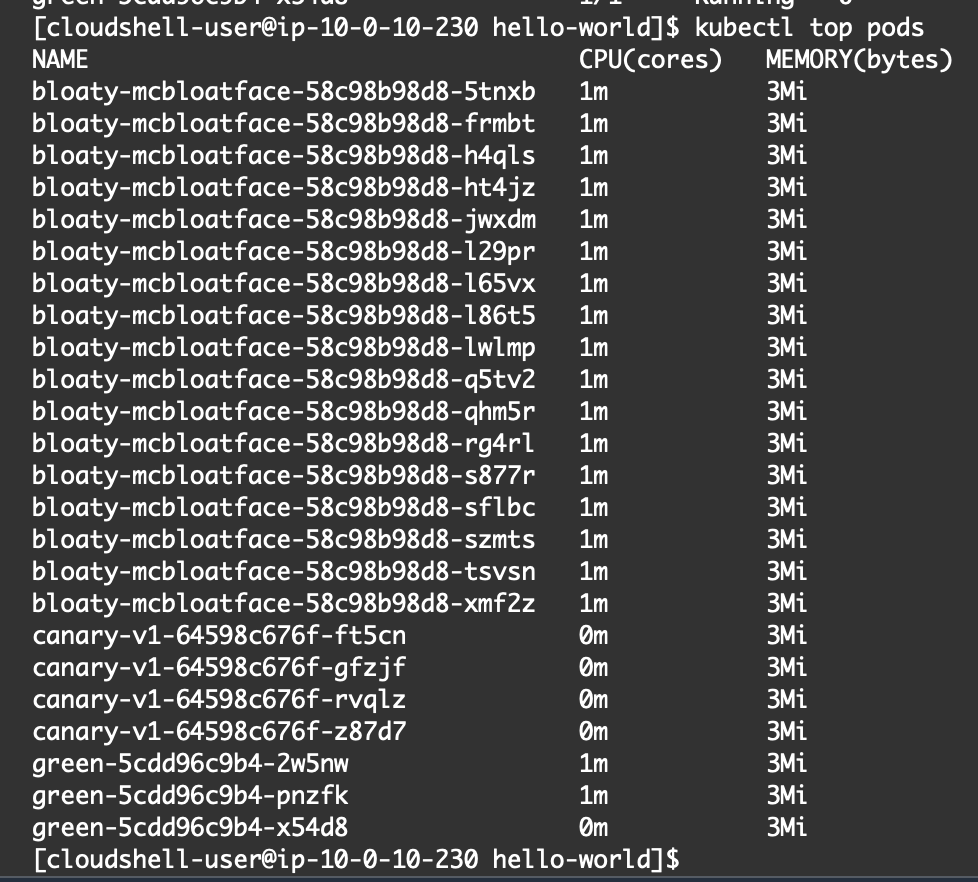 [cloudshell-user@ip-10-0-10-230 hello-world]$ kubectl top pods
NAME CPU(cores) MEMORY(bytes)
bloaty-mcbloatface-58c98b98d8-5tnxb 1m 3Mi
bloaty-mcbloatface-58c98b98d8-frmbt 1m 3Mi
bloaty-mcbloatface-58c98b98d8-h4qls 1m 3Mi
bloaty-mcbloatface-58c98b98d8-ht4jz 1m 3Mi
bloaty-mcbloatface-58c98b98d8-jwxdm 1m 3Mi
bloaty-mcbloatface-58c98b98d8-l29pr 1m 3Mi
bloaty-mcbloatface-58c98b98d8-l65vx 1m 3Mi
bloaty-mcbloatface-58c98b98d8-l86t5 1m 3Mi
bloaty-mcbloatface-58c98b98d8-lwlmp 1m 3Mi
bloaty-mcbloatface-58c98b98d8-q5tv2 1m 3Mi
bloaty-mcbloatface-58c98b98d8-qhm5r 1m 3Mi
bloaty-mcbloatface-58c98b98d8-rg4rl 1m 3Mi
bloaty-mcbloatface-58c98b98d8-s877r 1m 3Mi
bloaty-mcbloatface-58c98b98d8-sflbc 1m 3Mi
bloaty-mcbloatface-58c98b98d8-szmts 1m 3Mi
bloaty-mcbloatface-58c98b98d8-tsvsn 1m 3Mi
bloaty-mcbloatface-58c98b98d8-xmf2z 1m 3Mi
canary-v1-64598c676f-ft5cn 0m 3Mi
canary-v1-64598c676f-gfzjf 0m 3Mi
canary-v1-64598c676f-rvqlz 0m 3Mi
canary-v1-64598c676f-z87d7 0m 3Mi
green-5cdd96c9b4-2w5nw 1m 3Mi
green-5cdd96c9b4-pnzfk 1m 3Mi
green-5cdd96c9b4-x54d8 0m 3Mi
[cloudshell-user@ip-10-0-10-230 hello-world]$